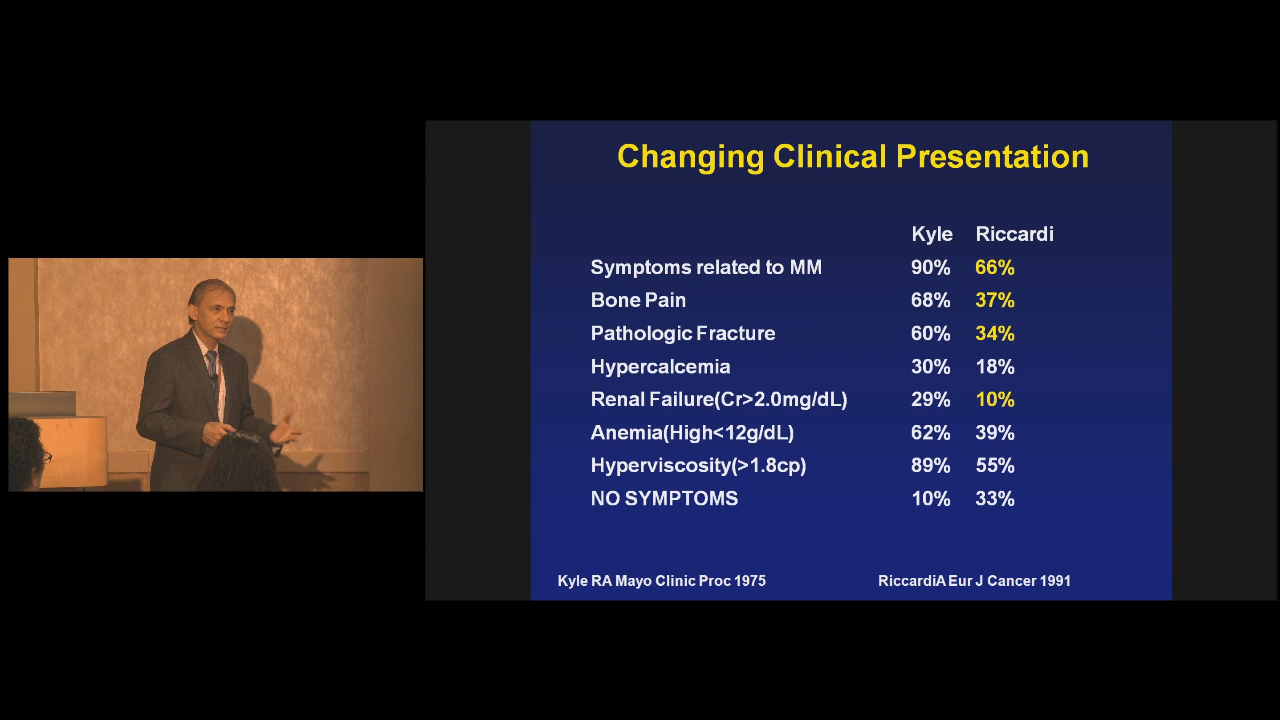 Changing Clinical Presentation
Kyle Riccardi
Symptoms related to MM 90% 66%
Bone Pain 68% 37%
Pathologic Fracture 60% 34%
Hypercalcemia 30% 18%
Renal Failure(Cr>2.0mg/dL) 29% 10%
Anemia(High<12g/dL) 62% 39%
Hyperviscosity(>1.8cp) 89% 55%
NO SYMPTOMS 10% 33%
Kyle RA Mayo Clinic Proc 1975 RiccardiA Eur J Cancer 1991